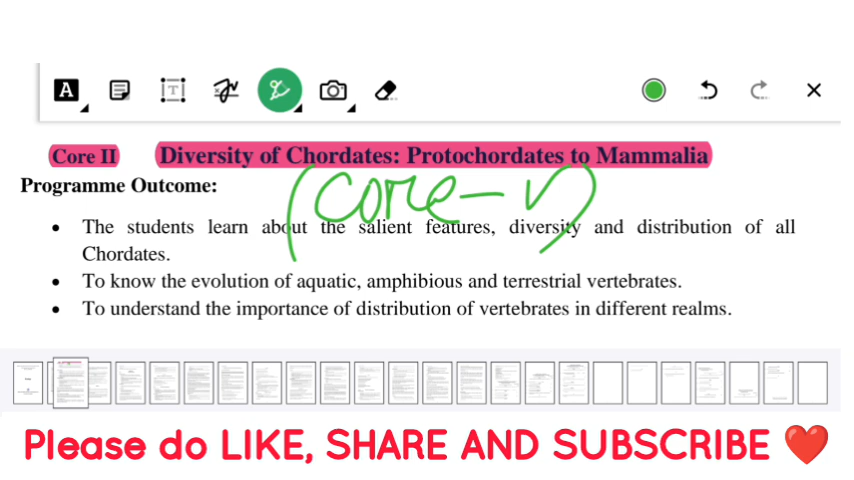 A
T
Core II Diversity of Chordates: Protochordates to Mammalia
(Core-V)
Programme Outcome:
• The students learn about the salient features, diversity and distribution of all
Chordates.
• To know the evolution of aquatic, amphibious and terrestrial vertebrates.
• To understand the importance of distribution of vertebrates in different realms.
Please do LIKE, SHARE AND SUBSCRIBE ❤️